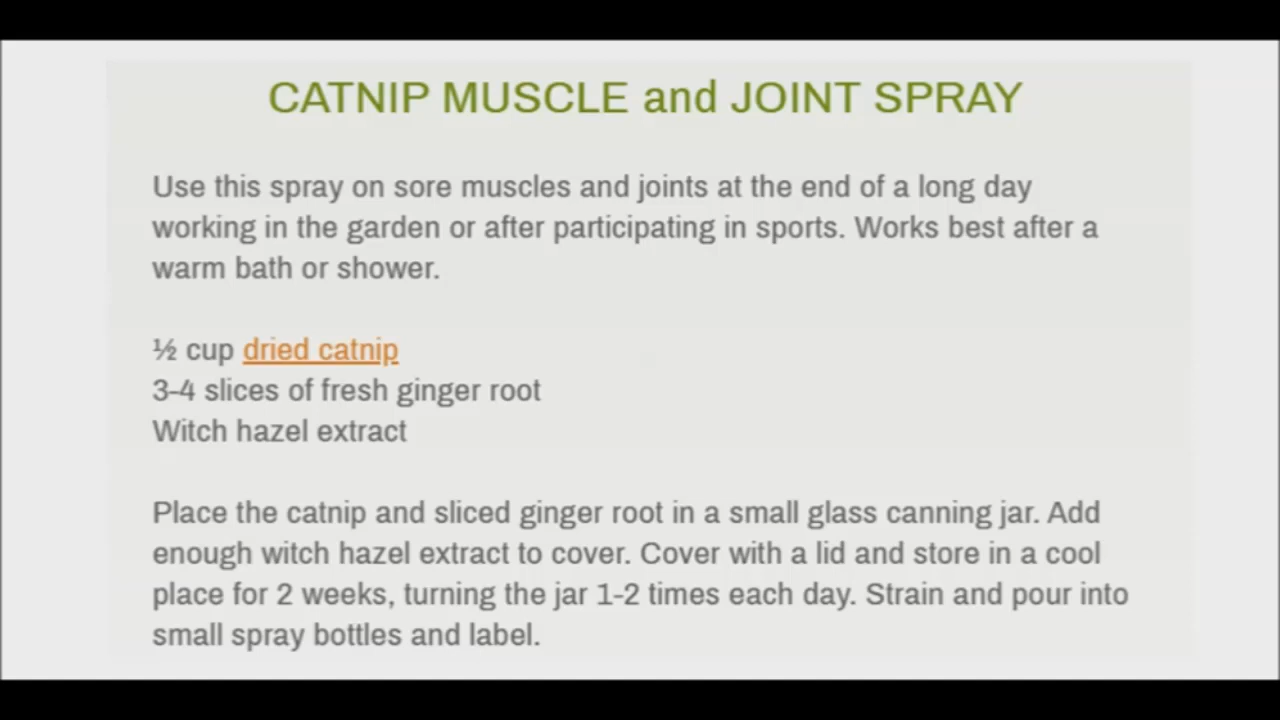 CATNIP MUSCLE and JOINT SPRAY
Use this spray on sore muscles and joints at the end of a long day
working in the garden or after participating in sports. Works best after a
warm bath or shower.
½ cup dried catnip
3-4 slices of fresh ginger root
Witch hazel extract
Place the catnip and sliced ginger root in a small glass canning jar. Add
enough witch hazel extract to cover. Cover with a lid and store in a cool
place for 2 weeks, turning the jar 1-2 times each day. Strain and pour into
small spray bottles and label.